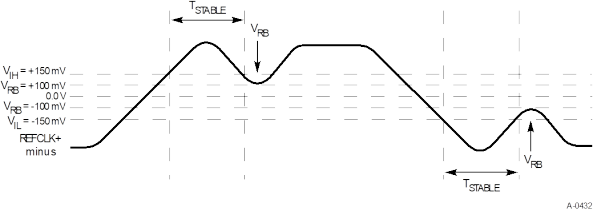 TSTABLE
VRB
VIH = +150 mV
VRB = +100 mV
0.0 V
VRB = -100 mV
VIL = -150 mV
REFCLK+
minus
VRB
TSTABLE
A-0432